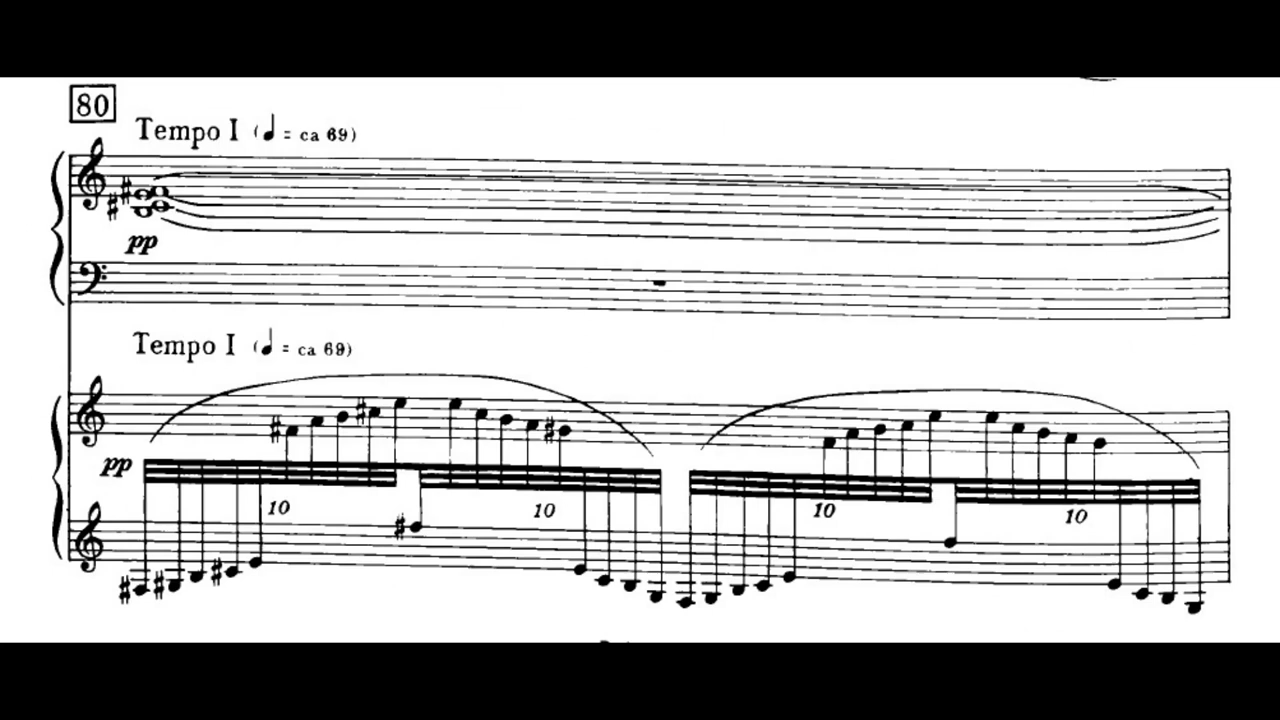 80
Tempo I (♩ = ca 69)
pp
Tempo I (♩ = ca 69)
pp
10 10 10 10